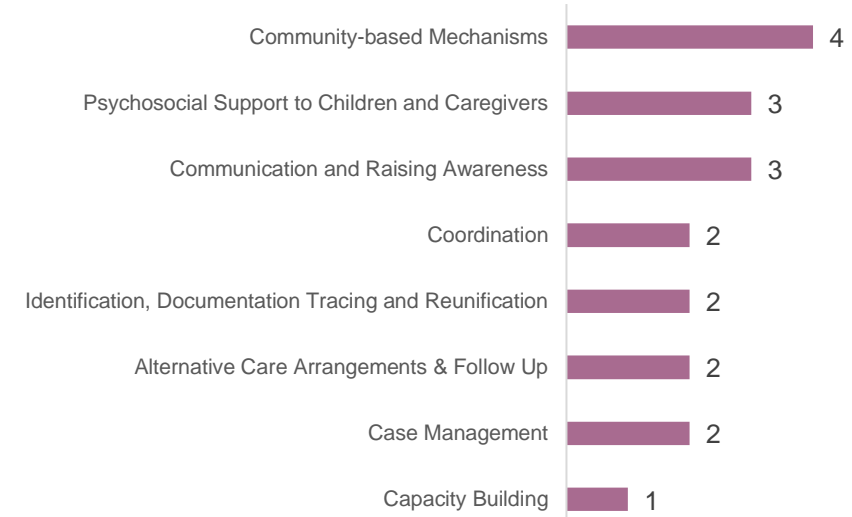 Community-based Mechanisms 4
Psychosocial Support to Children and Caregivers 3
Communication and Raising Awareness 3
Coordination 2
Identification, Documentation Tracing and Reunification 2
Alternative Care Arrangements & Follow Up 2
Case Management 2
Capacity Building 1